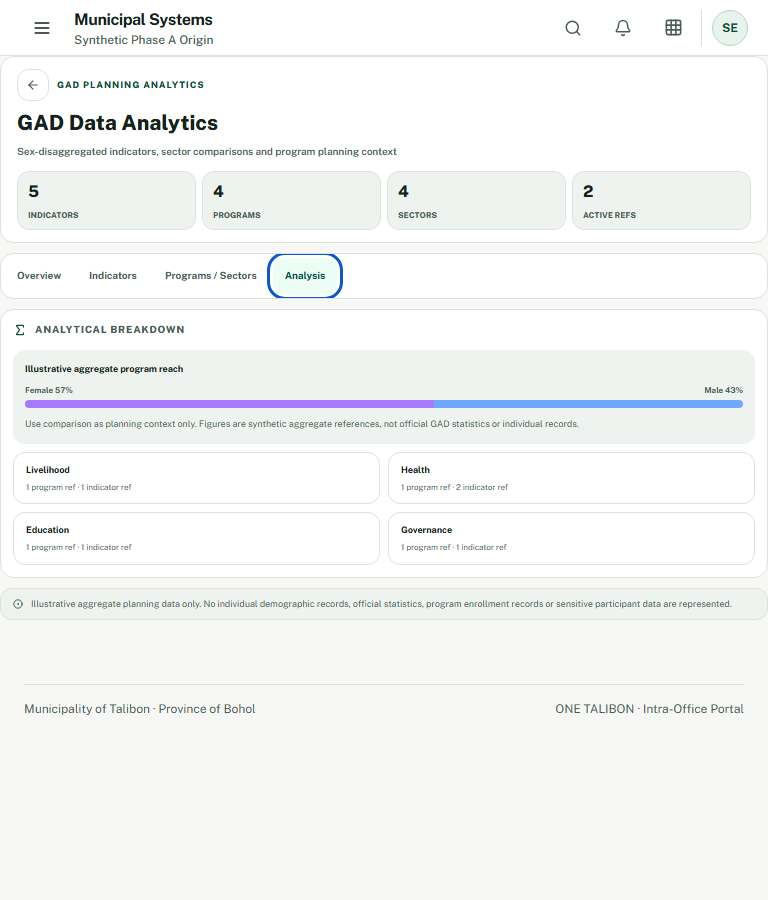 Municipal Systems
Synthetic Phase A Origin
SE
GAD PLANNING ANALYTICS
GAD Data Analytics
Sex-disaggregated indicators, sector comparisons and program planning context
5
INDICATORS
4
PROGRAMS
4
SECTORS
2
ACTIVE REFS
Overview Indicators Programs / Sectors Analysis
ANALYTICAL BREAKDOWN
Illustrative aggregate program reach
Female 57% Male 43%
Use comparison as planning context only. Figures are synthetic aggregate references, not official GAD statistics or individual records.
Livelihood
1 program ref · 1 indicator ref
Health
1 program ref · 2 indicator ref
Education
1 program ref · 1 indicator ref
Governance
1 program ref · 1 indicator ref
Illustrative aggregate planning data only. No individual demographic records, official statistics, program enrollment records or sensitive participant data are represented.
Municipality of Talibon · Province of Bohol
ONE TALIBON · Intra-Office Portal